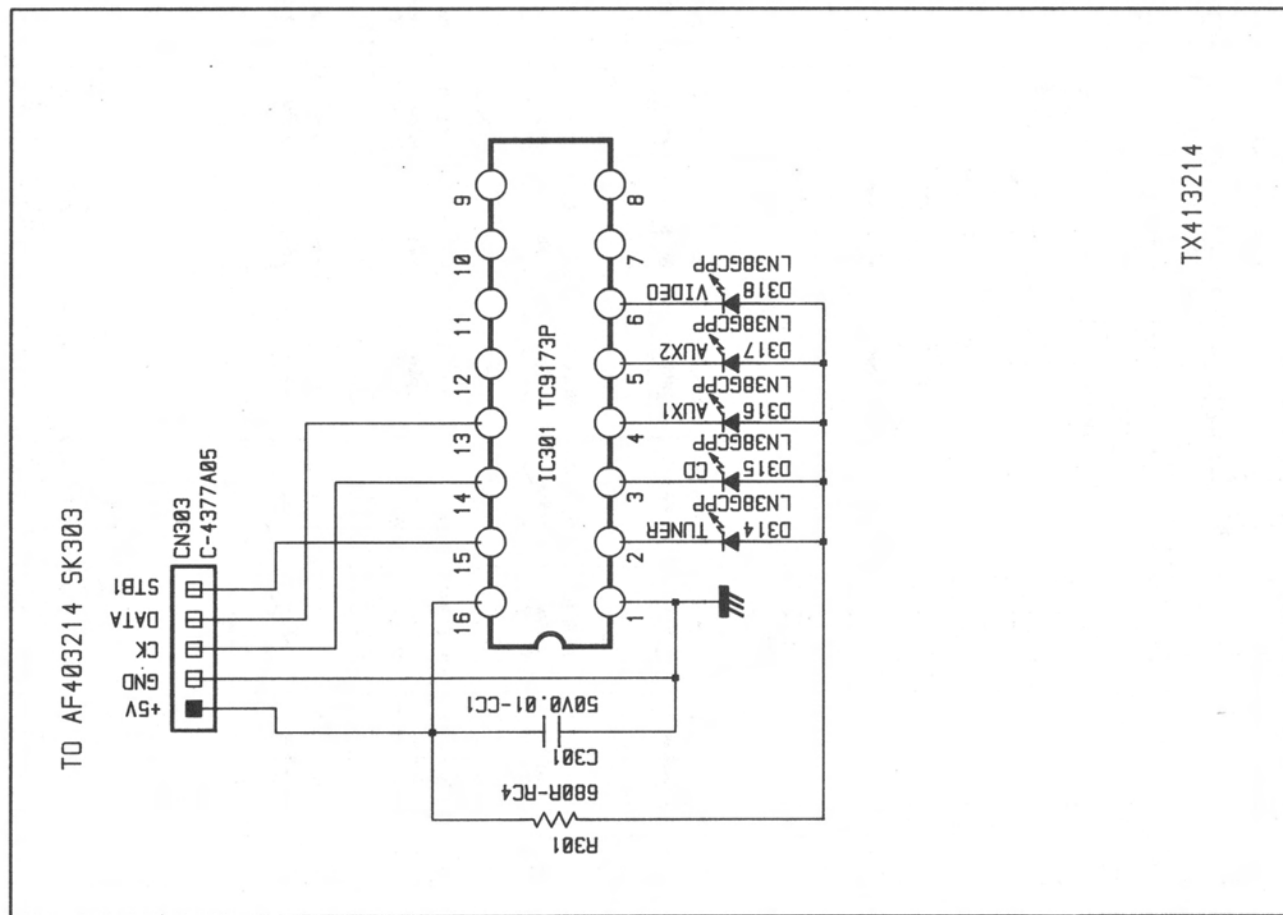 TX413214
TO AF403214 SK303
CN303
C-4377A05
STB1
DATA
CK
GND
+5V
IC301 TC9173P
9
10
11
12
13
14
15
16
8
7
6
5
4
3
2
1
VIDEO
D318
LN38GCPP
AUX2
D317
LN38GCPP
AUX1
D316
LN38GCPP
CD
D315
LN38GCPP
TUNER
D314
LN38GCPP
50V0.01-CC1
C301
680R-RC4
R301